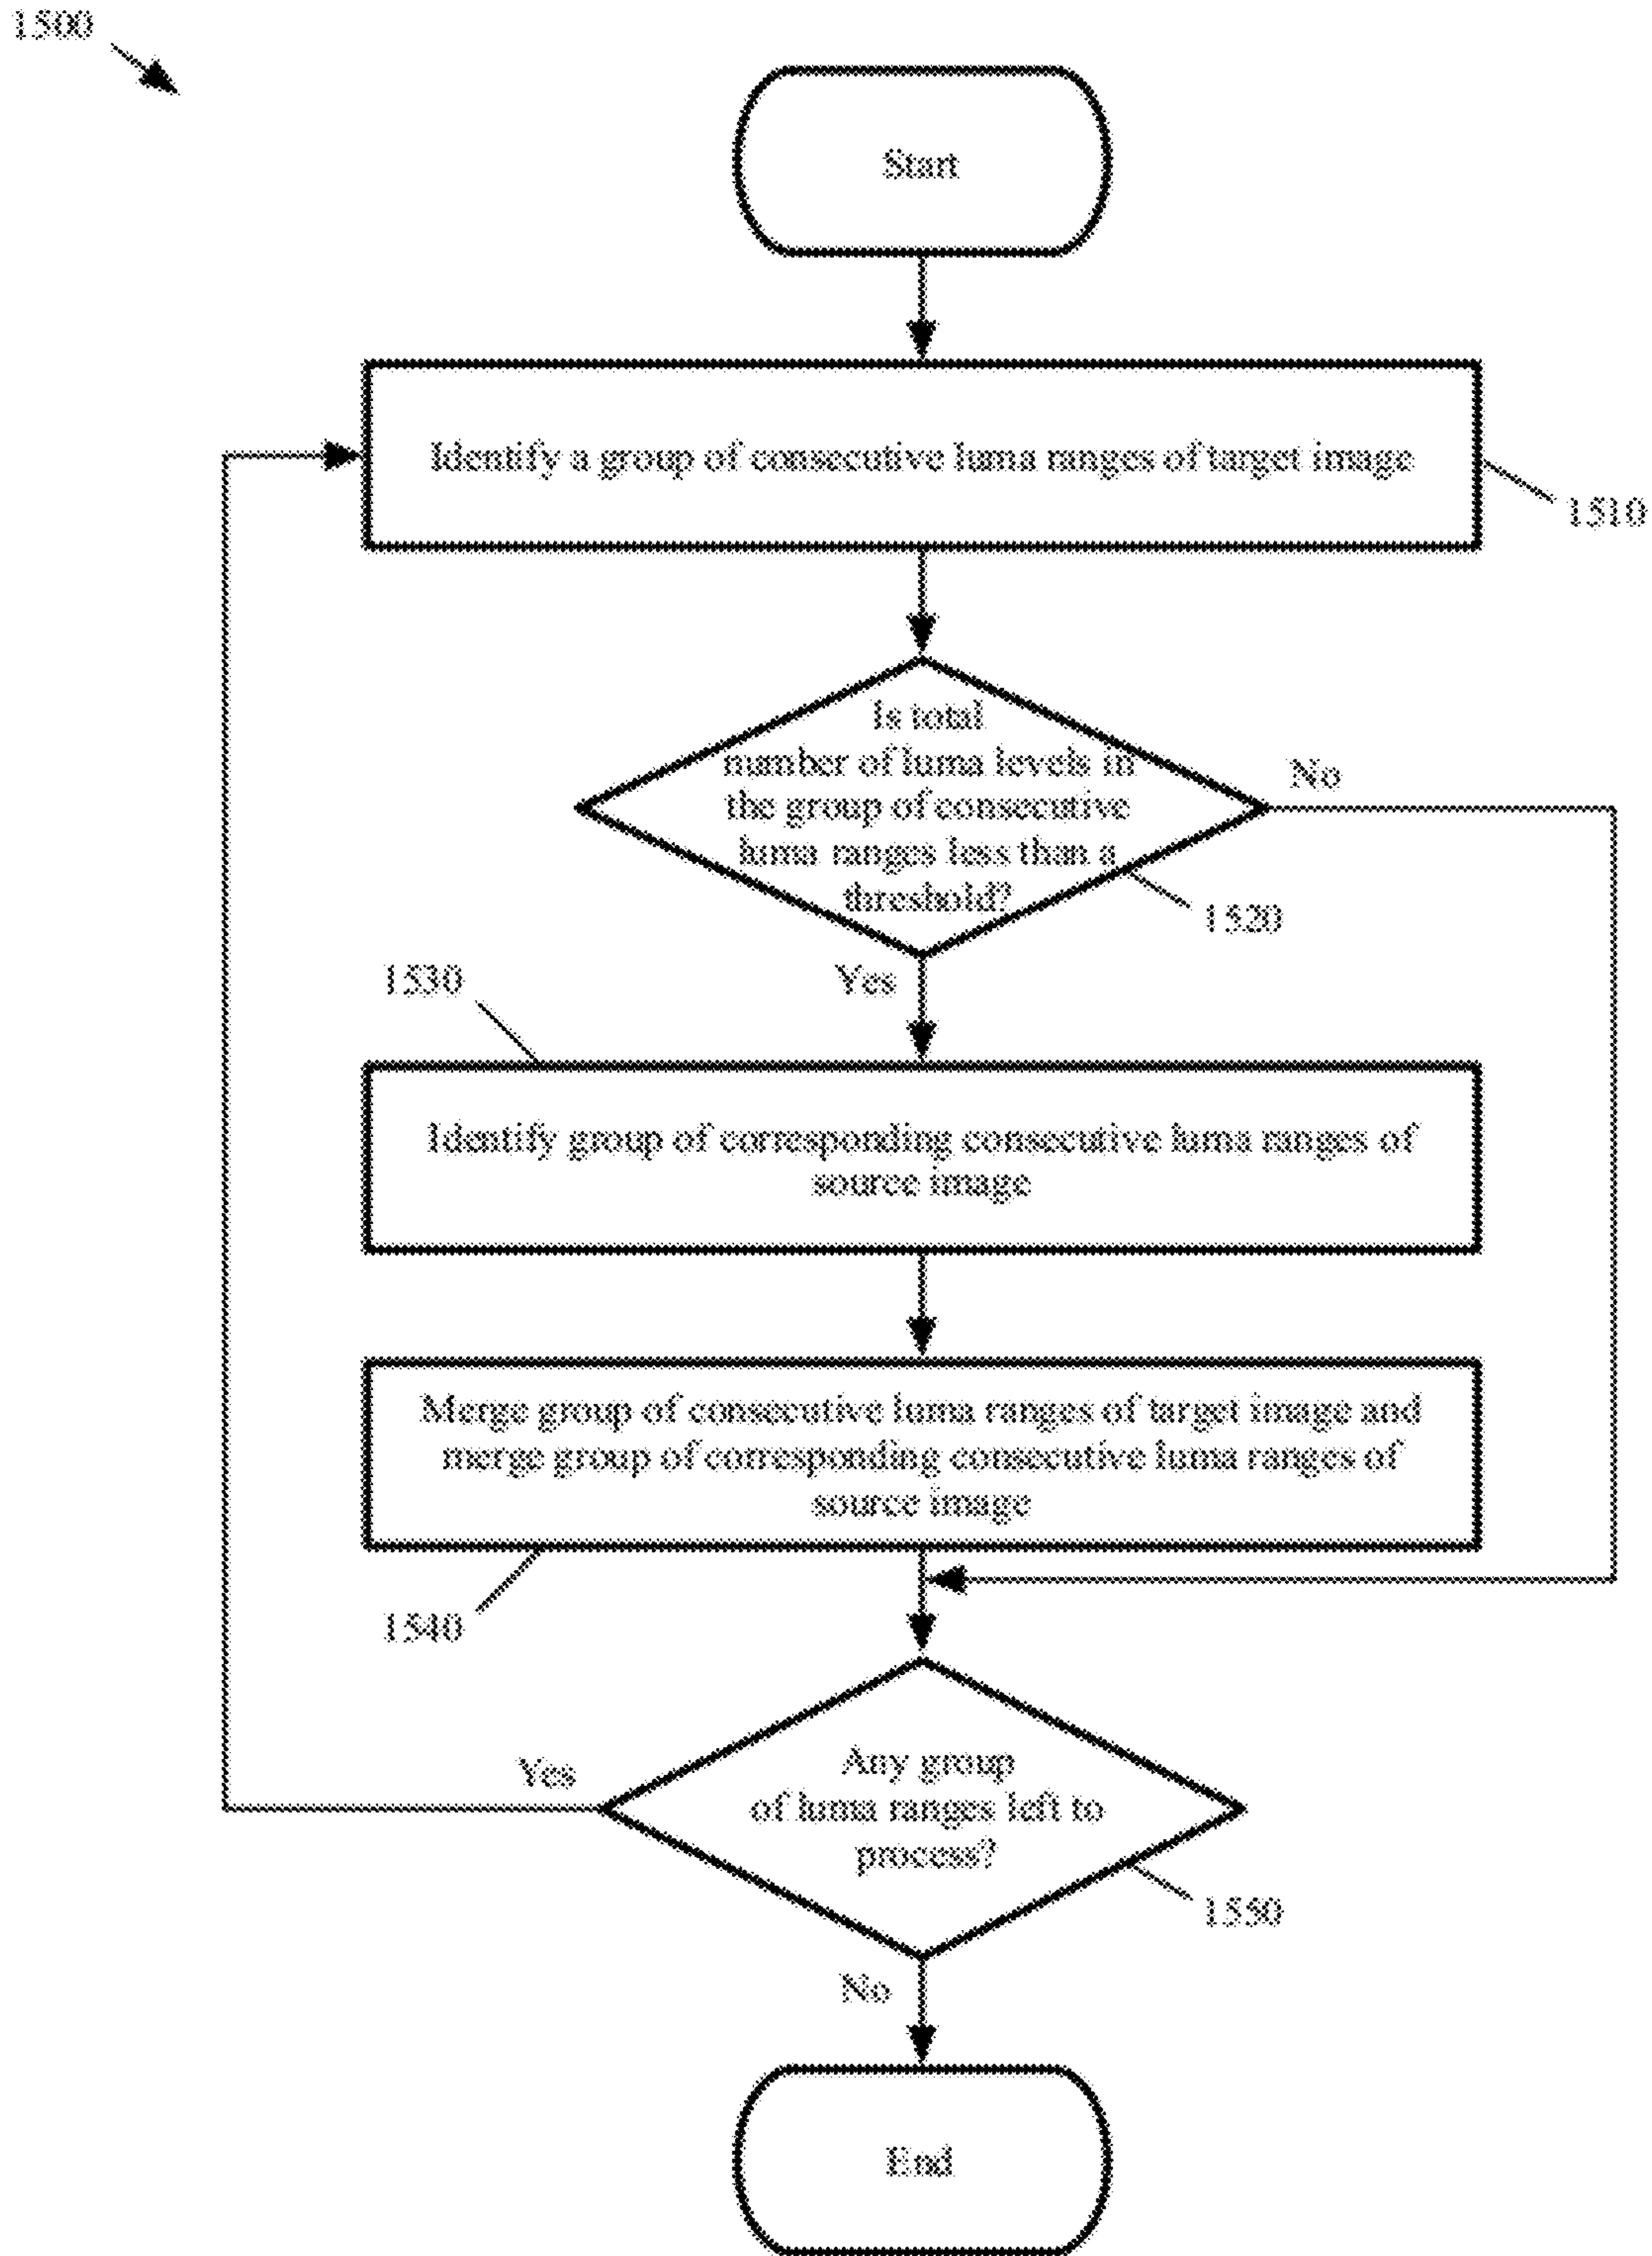 1500
Start
Identify a group of consecutive luma ranges of target image
1510
Is total
number of luma levels in
the group of consecutive
luma ranges less than a
threshold?
No
1520
Yes
1530
Identify group of corresponding consecutive luma ranges of
source image
Merge group of consecutive luma ranges of target image and
merge group of corresponding consecutive luma ranges of
source image
1540
Any group
of luma ranges left to
process?
Yes
1550
No
End